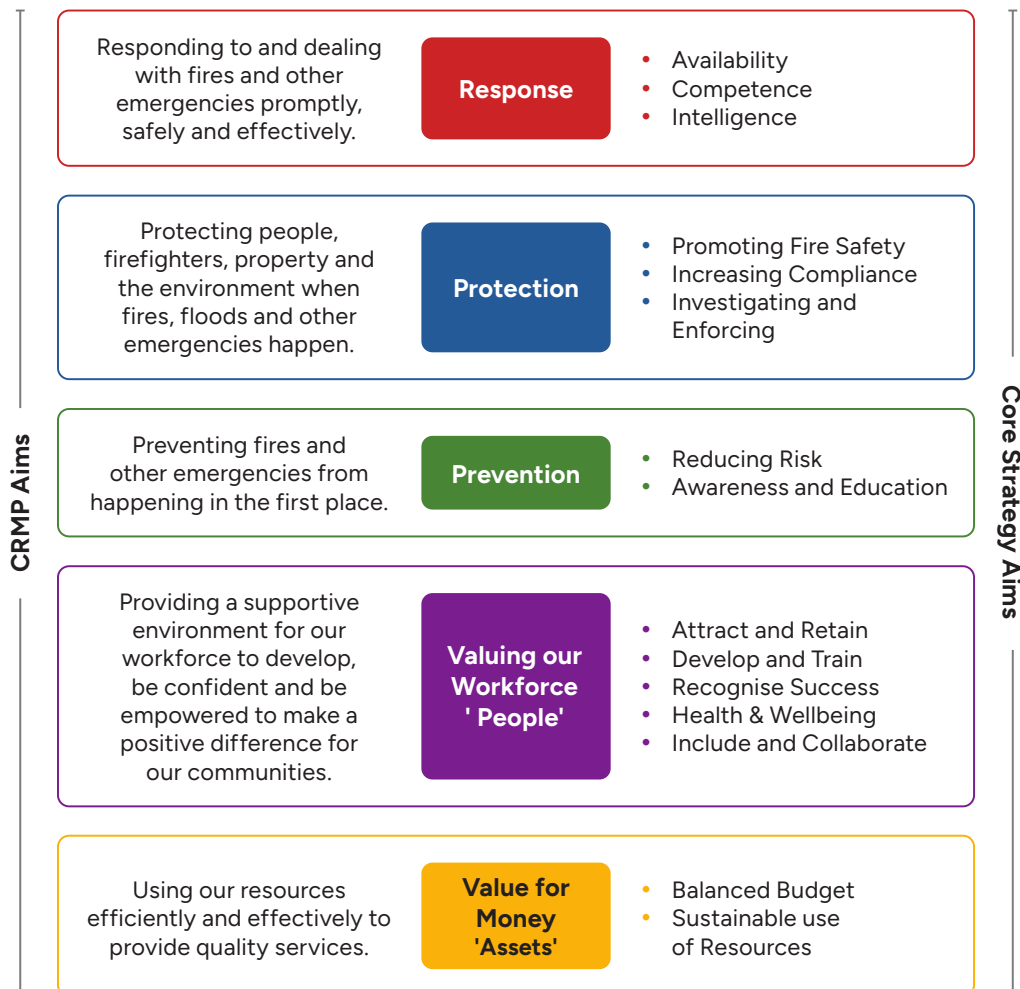 CRMP Aims
Responding to and dealing
with fires and other
emergencies promptly,
safely and effectively.
Response
• Availability
• Competence
• Intelligence
Protecting people,
firefighters, property and
the environment when
fires, floods and other
emergencies happen.
Protection
• Promoting Fire Safety
• Increasing Compliance
• Investigating and
Enforcing
Preventing fires and
other emergencies from
happening in the first place.
Prevention
• Reducing Risk
• Awareness and Education
Providing a supportive
environment for our
workforce to develop,
be confident and be
empowered to make a
positive difference for
our communities.
Valuing our
Workforce
' People'
• Attract and Retain
• Develop and Train
• Recognise Success
• Health & Wellbeing
• Include and Collaborate
Using our resources
efficiently and effectively to
provide quality services.
Value for
Money
'Assets'
• Balanced Budget
• Sustainable use
of Resources
Core Strategy Aims